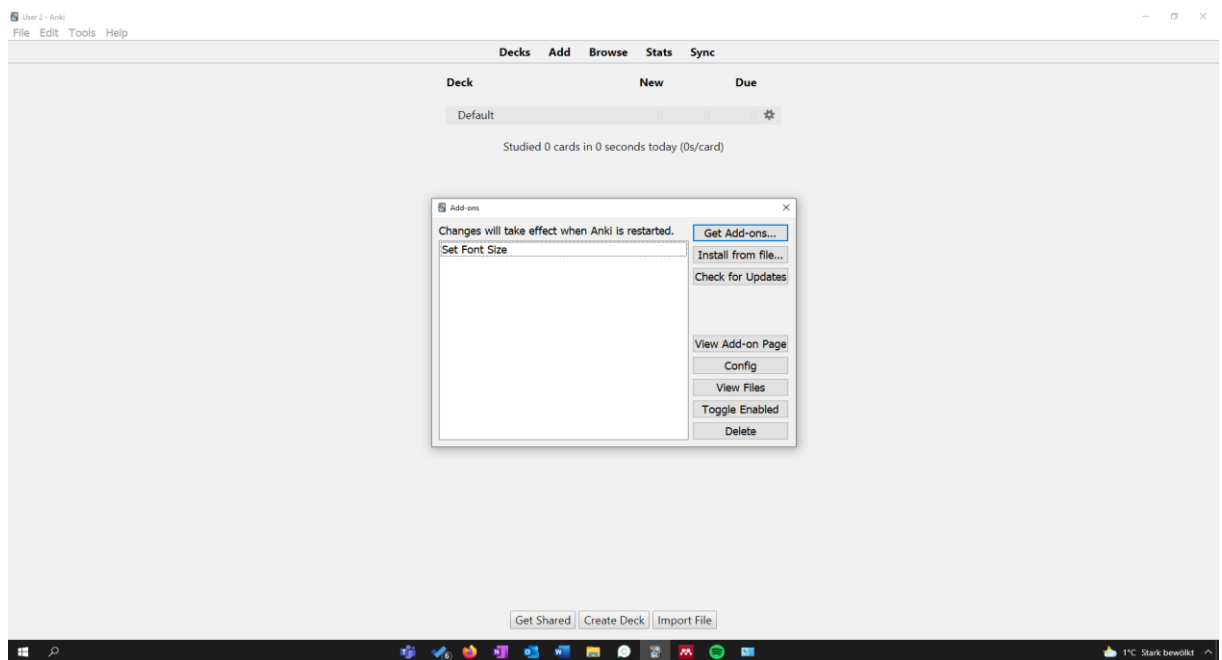 User 2 - Anki
File Edit Tools Help
Decks Add Browse Stats Sync
Deck New Due
Default 0 0 0
Studied 0 cards in 0 seconds today (0s/card)
Add-ons
Changes will take effect when Anki is restarted.
Set Font Size
Get Add-ons...
Install from file...
Check for Updates
View Add-on Page
Config
View Files
Toggle Enabled
Delete
Get Shared Create Deck Import File
1°C Stark bewölkt